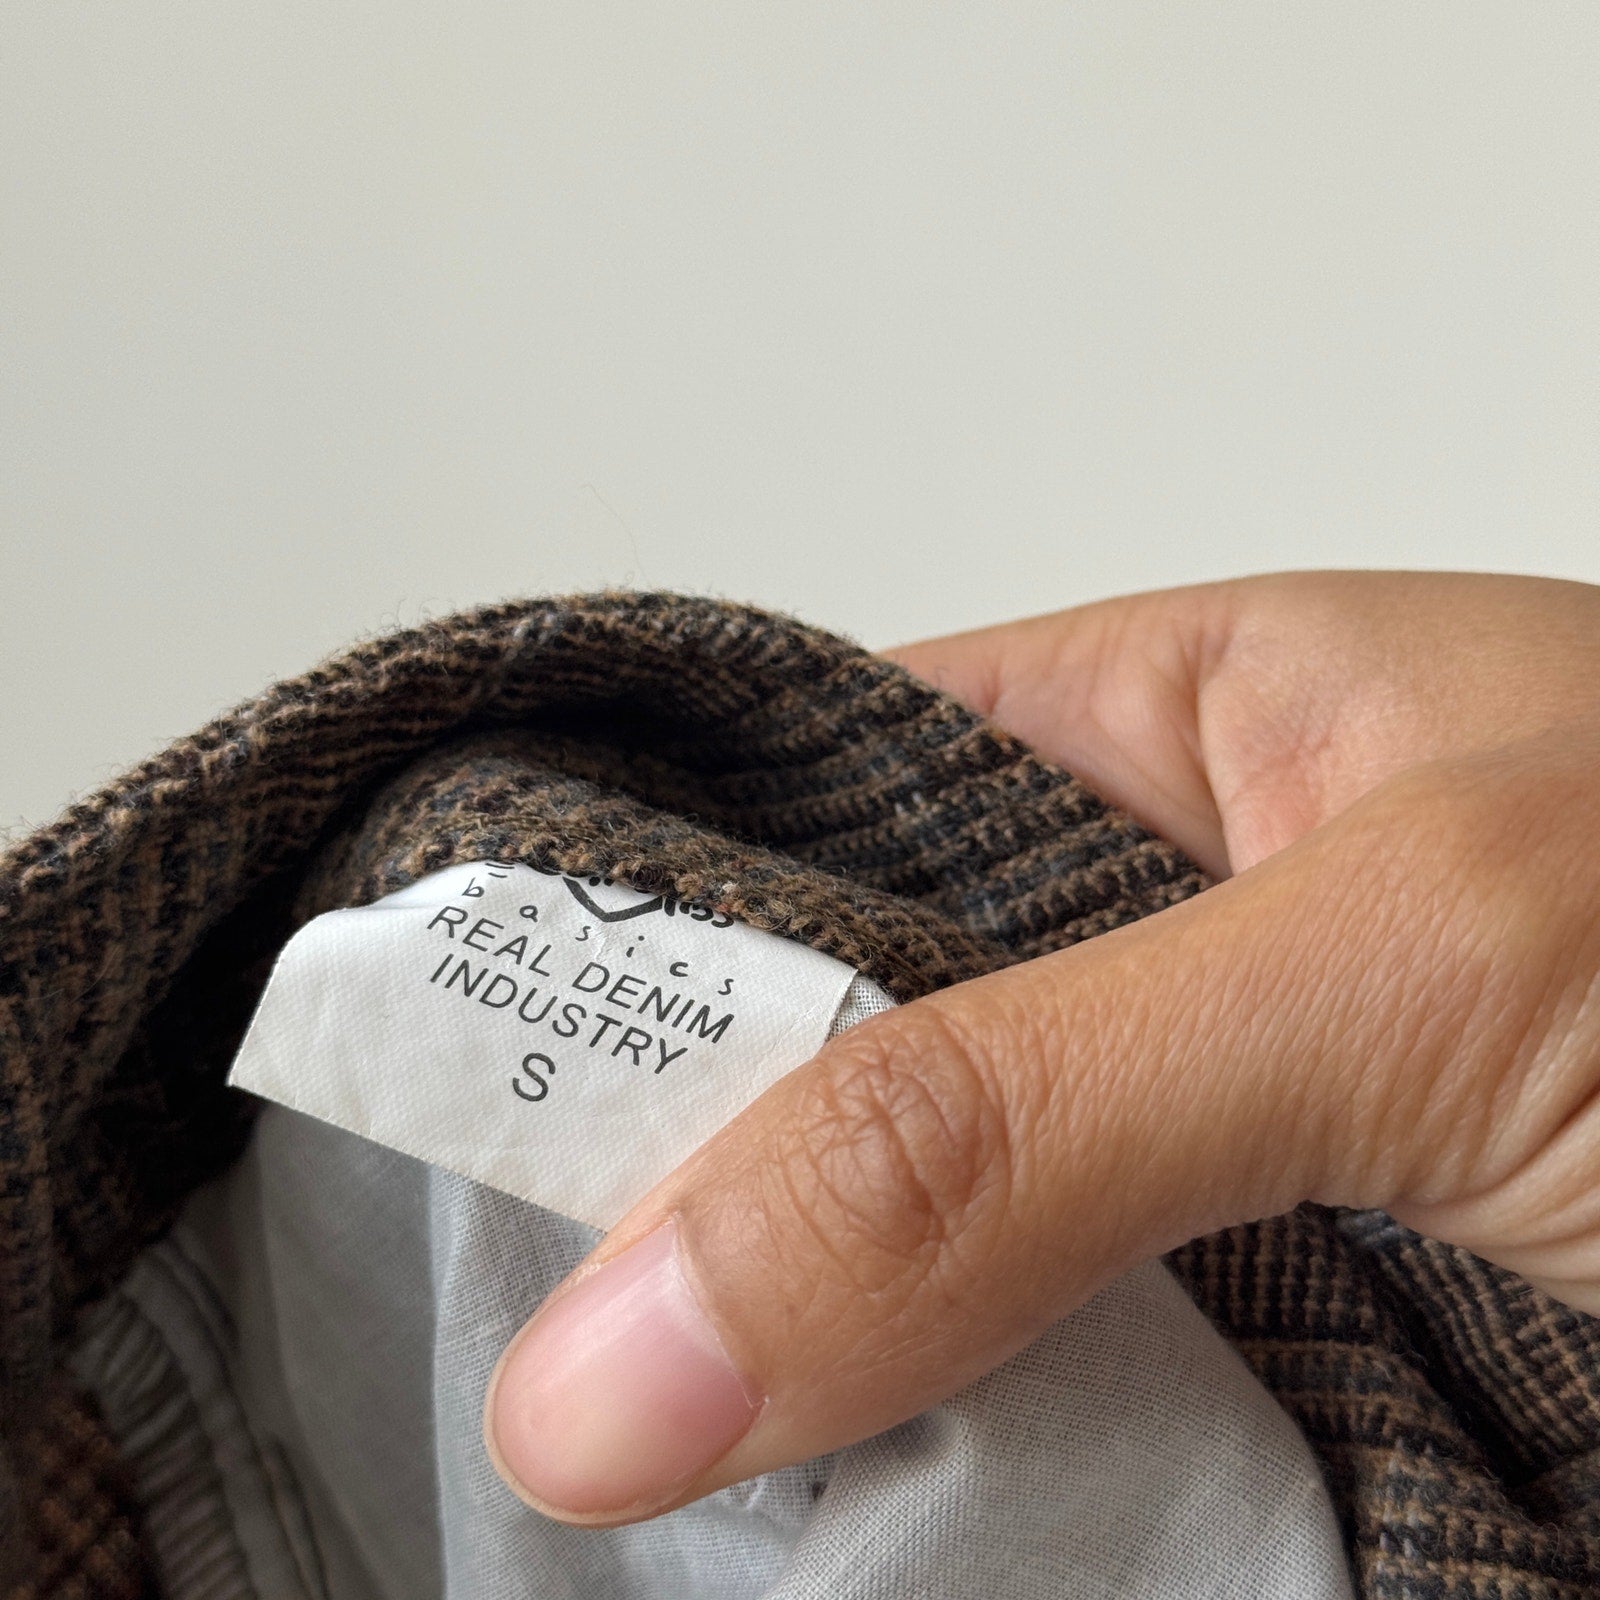 basics
REAL DENIM
INDUSTRY
S